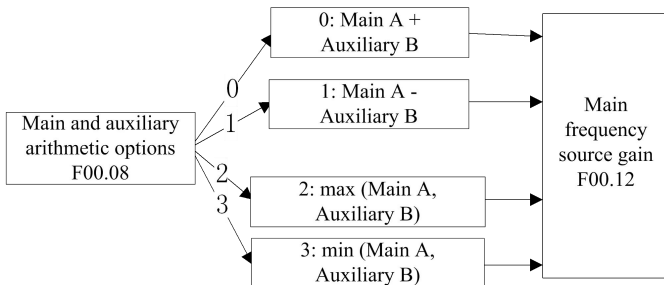 0: Main A +
Auxiliary B
0
1: Main A -
Auxiliary B
1
Main and auxiliary
arithmetic options
F00.08
2
2: max (Main A,
Auxiliary B)
3
3: min (Main A,
Auxiliary B)
Main
frequency
source gain
F00.12